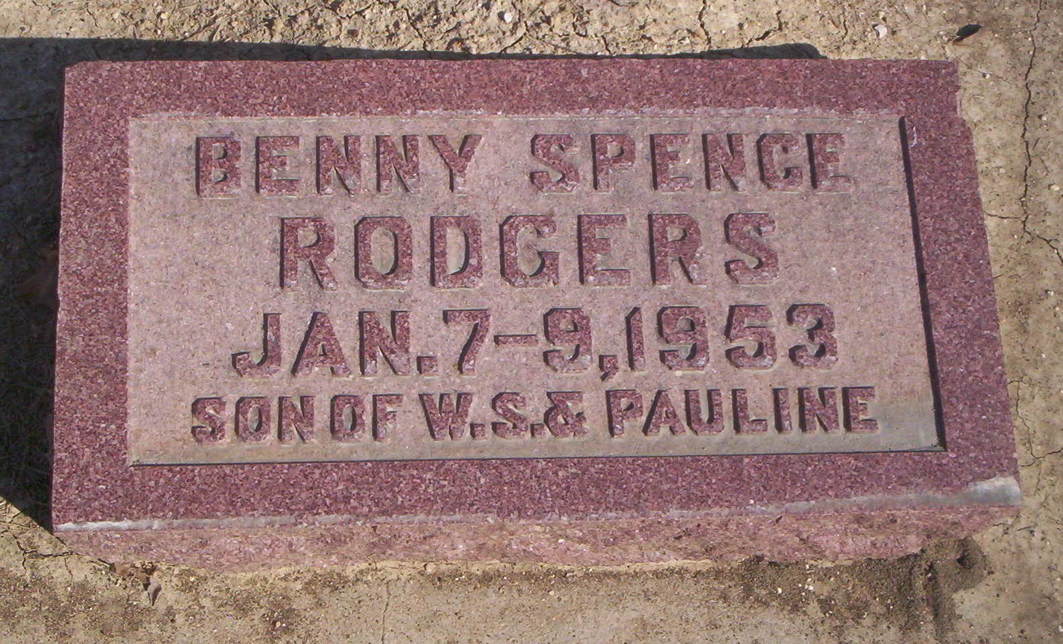 BENNY SPENCE
RODGERS
JAN. 7-9, 1953
SON OF W.S. & PAULINE